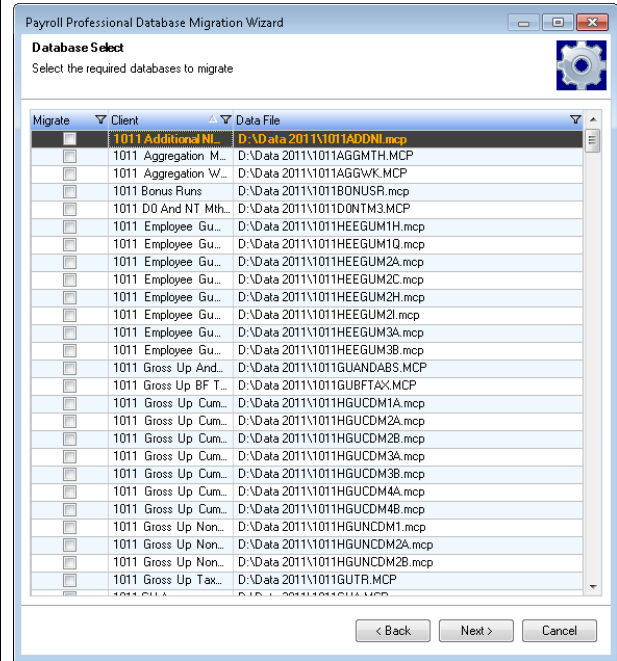 Payroll Professional Database Migration Wizard
Database Select
Select the required databases to migrate
Migrate Client Data File
1011 Additional NI... D:\Data 2011\1011ADDNI.mcp
1011 Aggregation M... D:\Data 2011\1011AGGMTH.MCP
1011 Aggregation W... D:\Data 2011\1011AGGWK.MCP
1011 Bonus Runs D:\Data 2011\1011BONUSR.mcp
1011 D0 And NT Mth... D:\Data 2011\1011D0NTM3.MCP
1011 Employee Gu... D:\Data 2011\1011HEEGUM1H.mcp
1011 Employee Gu... D:\Data 2011\1011HEEGUM1Q.mcp
1011 Employee Gu... D:\Data 2011\1011HEEGUM2A.mcp
1011 Employee Gu... D:\Data 2011\1011HEEGUM2C.mcp
1011 Employee Gu... D:\Data 2011\1011HEEGUM2H.mcp
1011 Employee Gu... D:\Data 2011\1011HEEGUM2I.mcp
1011 Employee Gu... D:\Data 2011\1011HEEGUM3A.mcp
1011 Employee Gu... D:\Data 2011\1011HEEGUM3B.mcp
1011 Gross Up And... D:\Data 2011\1011GUANDABS.MCP
1011 Gross Up BF T... D:\Data 2011\1011GUBFTAX.MCP
1011 Gross Up Cum... D:\Data 2011\1011HGUCDM1A.mcp
1011 Gross Up Cum... D:\Data 2011\1011HGUCDM2A.mcp
1011 Gross Up Cum... D:\Data 2011\1011HGUCDM2B.mcp
1011 Gross Up Cum... D:\Data 2011\1011HGUCDM3A.mcp
1011 Gross Up Cum... D:\Data 2011\1011HGUCDM3B.mcp
1011 Gross Up Cum... D:\Data 2011\1011HGUCDM4A.mcp
1011 Gross Up Cum... D:\Data 2011\1011HGUCDM4B.mcp
1011 Gross Up Non... D:\Data 2011\1011HGUNCDM1.mcp
1011 Gross Up Non... D:\Data 2011\1011HGUNCDM2A.mcp
1011 Gross Up Non... D:\Data 2011\1011HGUNCDM2B.mcp
1011 Gross Up Tax... D:\Data 2011\1011GUTR.MCP
< Back Next > Cancel